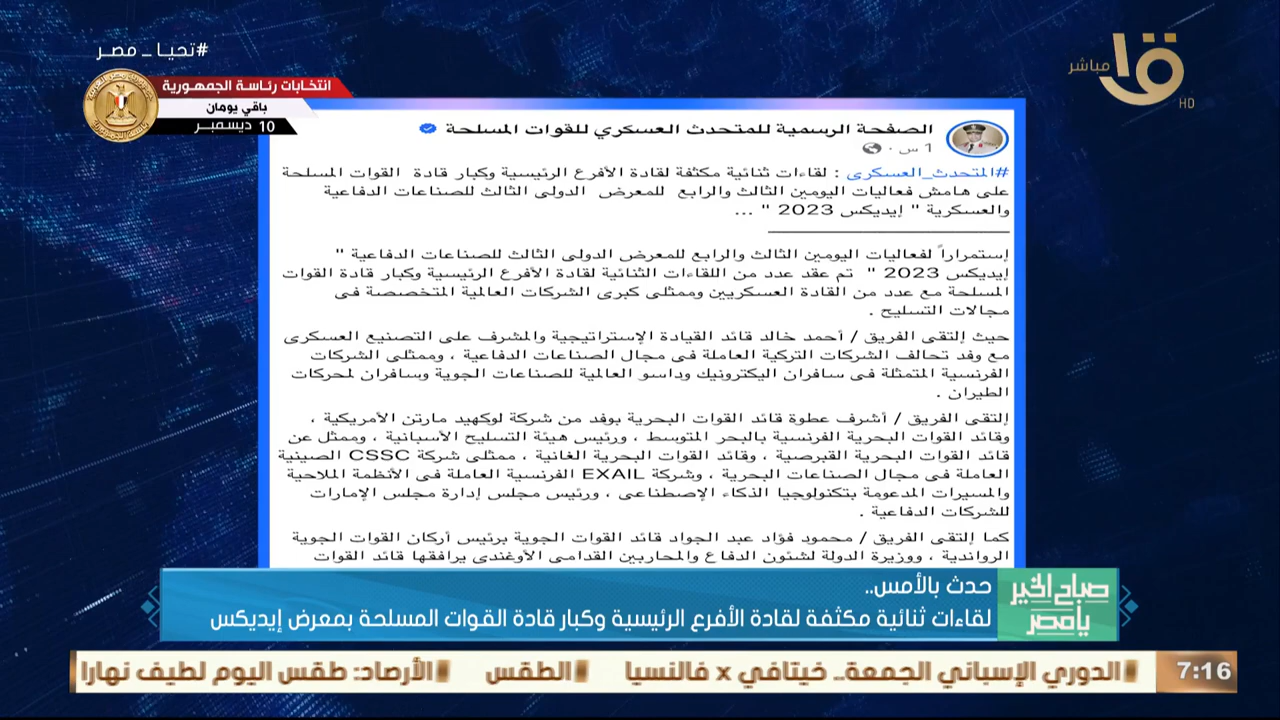 #تحيا _ مصر
انتخابات رئاسة الجمهورية
باقي يومان
10 ديسمبر
مباشر
HD
الصفحة الرسمية للمتحدث العسكري للقوات المسلحة
1 س ·
#المتحدث_العسكرى : لقاءات ثنائية مكثفة لقادة الأفرع الرئيسية وكبار قادة القوات المسلحة
على هامش فعاليات اليومين الثالث والرابع للمعرض الدولى الثالث للصناعات الدفاعية
والعسكرية " إيديكس 2023 " ...
إستمراراً لفعاليات اليومين الثالث والرابع للمعرض الدولى الثالث للصناعات الدفاعية "
إيديكس 2023 " تم عقد عدد من اللقاءات الثنائية لقادة الأفرع الرئيسية وكبار قادة القوات
المسلحة مع عدد من القادة العسكريين وممثلى كبرى الشركات العالمية المتخصصة فى
مجالات التسليح .
حيث إلتقى الفريق / أحمد خالد قائد القيادة الإستراتيجية والمشرف على التصنيع العسكرى
مع وفد تحالف الشركات التركية العاملة فى مجال الصناعات الدفاعية ، وممثلى الشركات
الفرنسية المتمثلة فى سافران اليكترونيك وداسو العالمية للصناعات الجوية وسافران لمحركات
الطيران .
إلتقى الفريق / أشرف عطوة قائد القوات البحرية بوفد من شركة لوكهيد مارتن الأمريكية ،
وقائد القوات البحرية الفرنسية بالبحر المتوسط ، ورئيس هيئة التسليح الأسبانية ، وممثل عن
قائد القوات البحرية القبرصية ، وقائد القوات البحرية الغانية ، ممثلى شركة CSSC الصينية
العاملة فى مجال الصناعات البحرية ، وشركة EXAIL الفرنسية العاملة فى الأنظمة الملاحية
والمسيرات المدعومة بتكنولوجيا الذكاء الإصطناعى ، ورئيس مجلس إدارة مجلس الإمارات
للشركات الدفاعية .
كما إلتقى الفريق / محمود فؤاد عبد الجواد قائد القوات الجوية برئيس أركان القوات الجوية
الرواندية ، ووزيرة الدولة لشئون الدفاع والمحاربين القدامى الأوغندى يرافقها قائد القوات
صباح الخير
يا مصر
حدث بالأمس..
لقاءات ثنائية مكثفة لقادة الأفرع الرئيسية وكبار قادة القوات المسلحة بمعرض إيديكس
7:16
الدوري الإسباني الجمعة.. خيتافي x فالنسيا الطقس الأرصاد: طقس اليوم لطيف نهارا